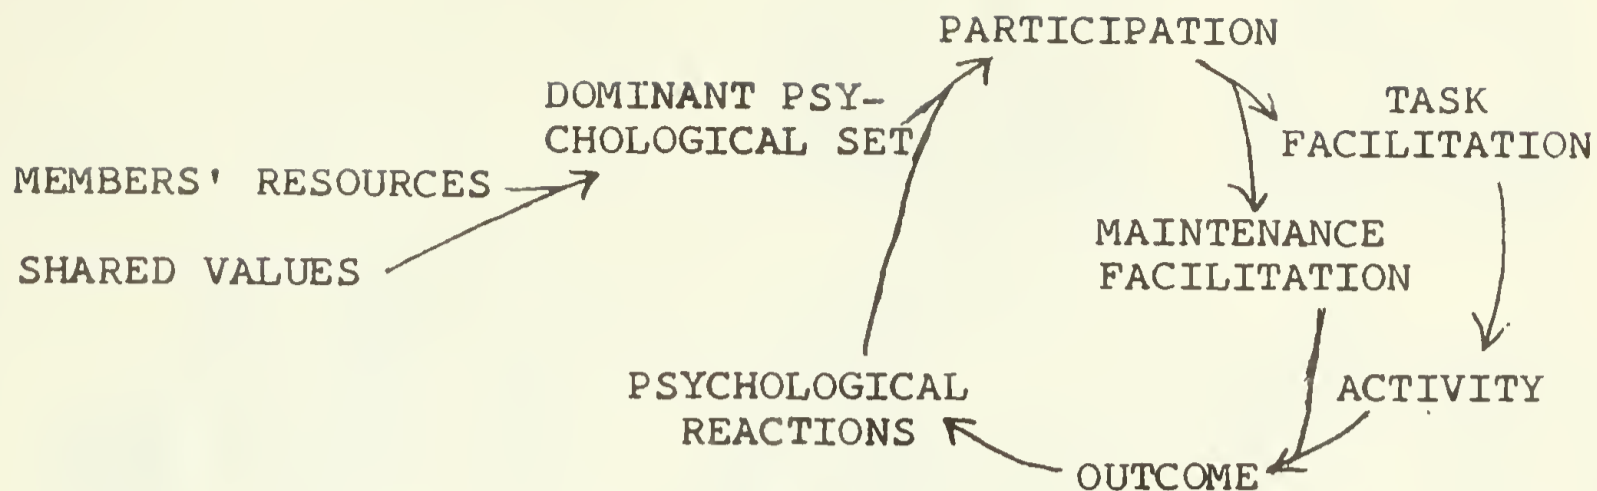 PARTICIPATION
DOMINANT PSY-
CHOLOGICAL SET
TASK
FACILITATION
MEMBERS' RESOURCES
SHARED VALUES
MAINTENANCE
FACILITATION
PSYCHOLOGICAL
REACTIONS
ACTIVITY
OUTCOME